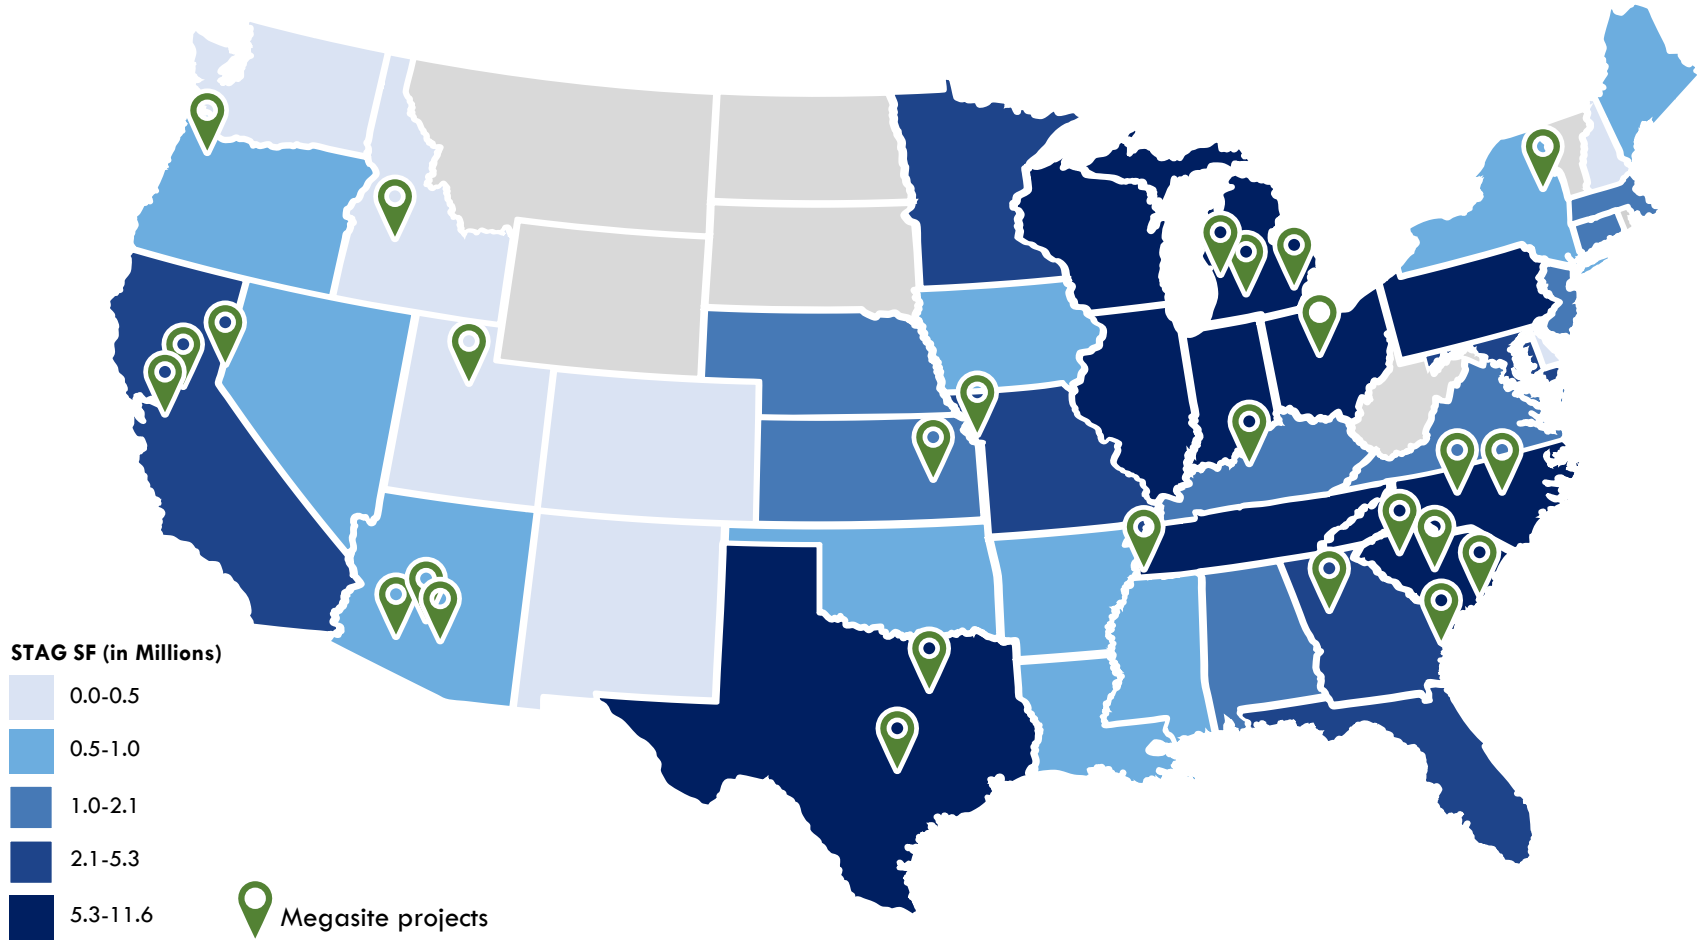 STAG SF (in Millions)
0.0-0.5
0.5-1.0
1.0-2.1
2.1-5.3
5.3-11.6
Megasite projects